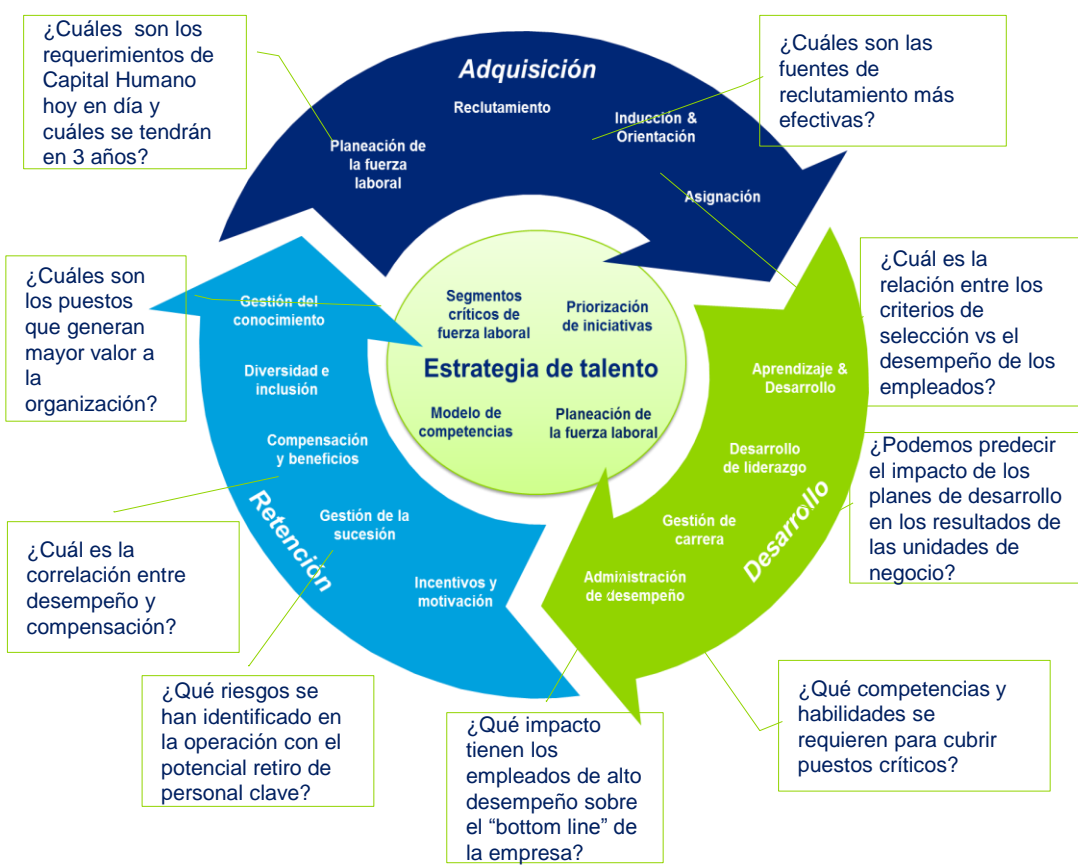 ¿Cuáles son los
requerimientos de
Capital Humano
hoy en día y
cuáles se tendrán
en 3 años?
Adquisición
Reclutamiento
Inducción &
Orientación
Planeación de
la fuerza
laboral
Asignación
¿Cuáles son las
fuentes de
reclutamiento más
efectivas?
¿Cuáles son
los puestos
que generan
mayor valor a
la
organización?
Gestión del
conocimiento
Diversidad e
inclusión
Compensación
y beneficios
Gestión de la
sucesión
Incentivos y
motivación
Retención
Segmentos
críticos de
fuerza laboral
Priorización
de iniciativas
Estrategia de talento
Modelo de
competencias
Planeación de
la fuerza laboral
¿Cuál es la
relación entre los
criterios de
selección vs el
desempeño de los
empleados?
Aprendizaje &
Desarrollo
Desarrollo
de liderazgo
Gestión de
carrera
Administración
de desempeño
Desarrollo
¿Podemos predecir
el impacto de los
planes de desarrollo
en los resultados de
las unidades de
negocio?
¿Cuál es la
correlación entre
desempeño y
compensación?
¿Qué riesgos se
han identificado en
la operación con el
potencial retiro de
personal clave?
¿Qué impacto
tienen los
empleados de alto
desempeño sobre
el “bottom line” de
la empresa?
¿Qué competencias y
habilidades se
requieren para cubrir
puestos críticos?